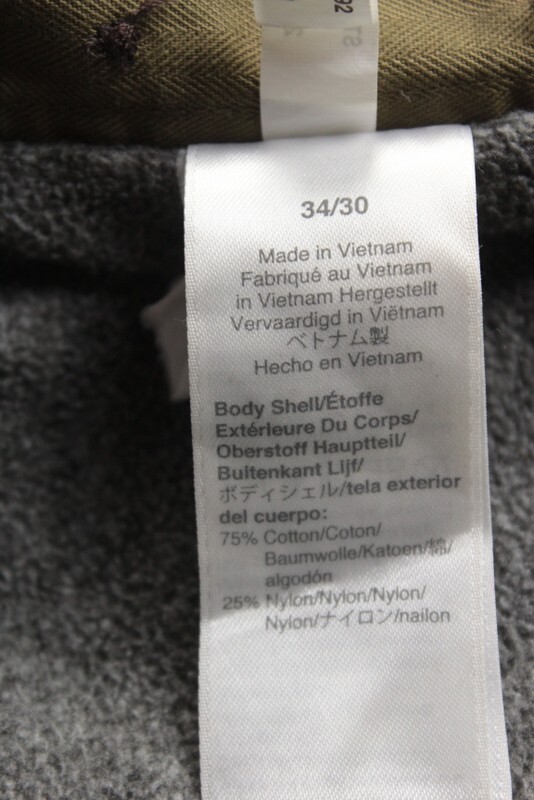 92
34/30
Made in Vietnam
Fabriqué au Vietnam
in Vietnam Hergestellt
Vervaardigd in Viëtnam
ベトナム製
Hecho en Vietnam
Body Shell/Étoffe
Extérieure Du Corps/
Oberstoff Hauptteil/
Buitenkant Lijf/
ボディシェル/tela exterior
del cuerpo:
75% Cotton/Coton/
Baumwolle/Katoen/綿/
algodón
25% Nylon/Nylon/Nylon/
Nylon/ナイロン/nailon